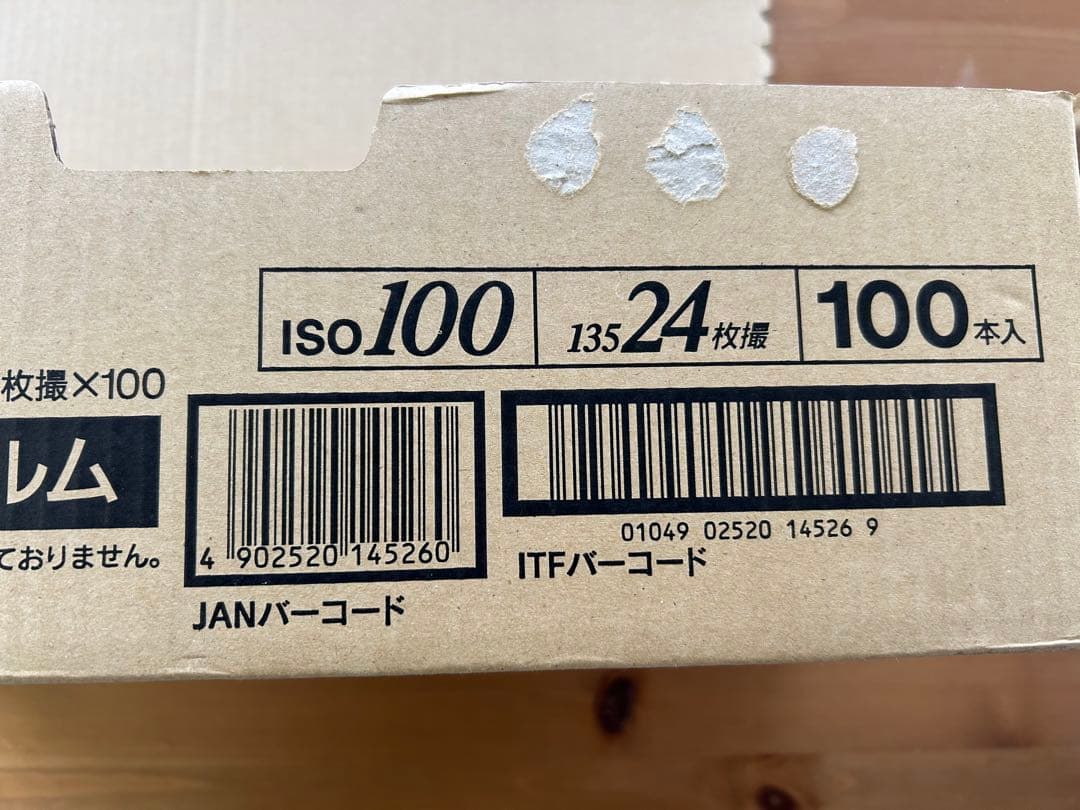 ISO100
135 24枚撮
100本入
枚撮×100
ルム
ておりません。
4 902520 145260
JANバーコード
01049 02520 14526 9
ITFバーコード